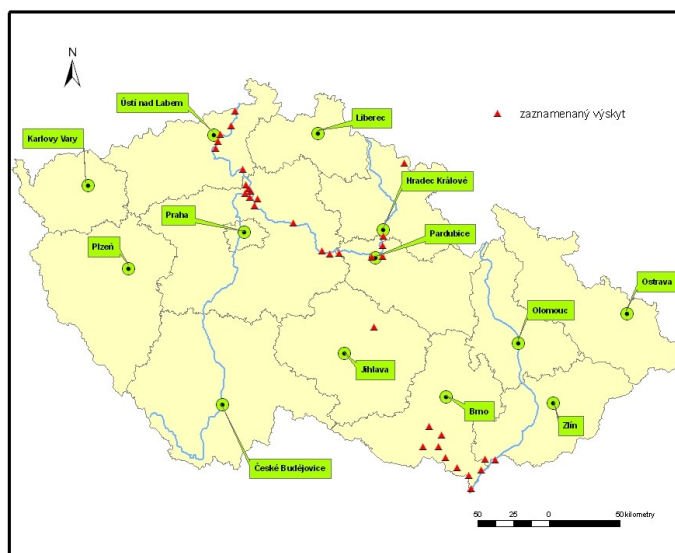 N
Ústí nad Labem
Liberec
zaznamenaný výskyt
Karlovy Vary
Hradec Králové
Praha
Pardubice
Plzeň
Ostrava
Olomouc
Jihlava
Brno
Zlín
České Budějovice
50 25 0 50 kilometry